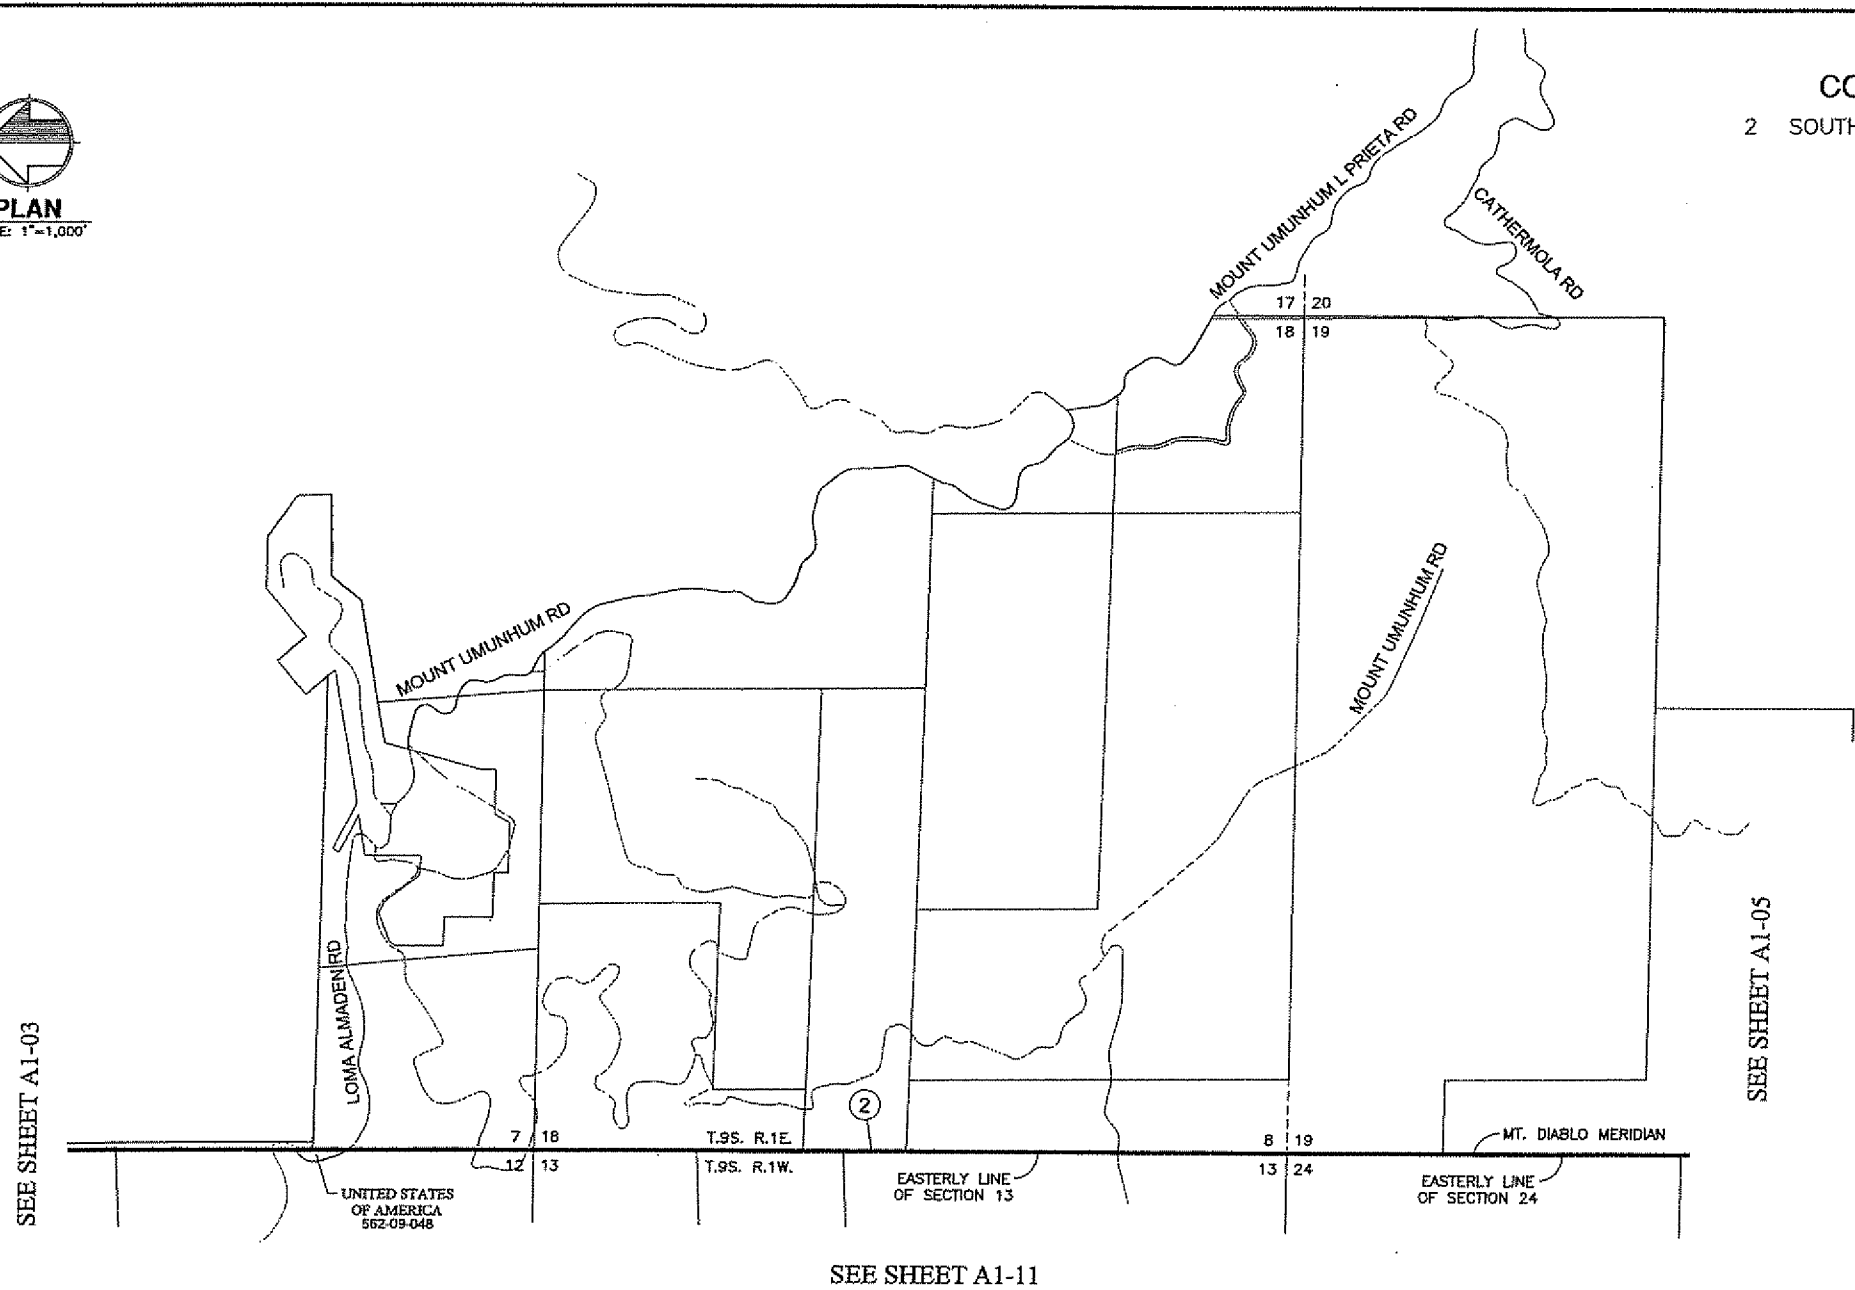 PLAN
E: 1"=1,000'
CO
2 SOUTH
MOUNT UMUNHUM L PRIETA RD
CATHERMOLA RD
17 20
18 19
MOUNT UMUNHUM RD
MOUNT UMUNHUM RD
LOMA ALMADEN RD
SEE SHEET A1-03
SEE SHEET A1-05
2
7 18
T.9S. R.1E.
8 19
MT. DIABLO MERIDIAN
12 13
T.9S. R.1W.
13 24
EASTERLY LINE
OF SECTION 13
EASTERLY LINE
OF SECTION 24
UNITED STATES
OF AMERICA
562-09-048
SEE SHEET A1-11